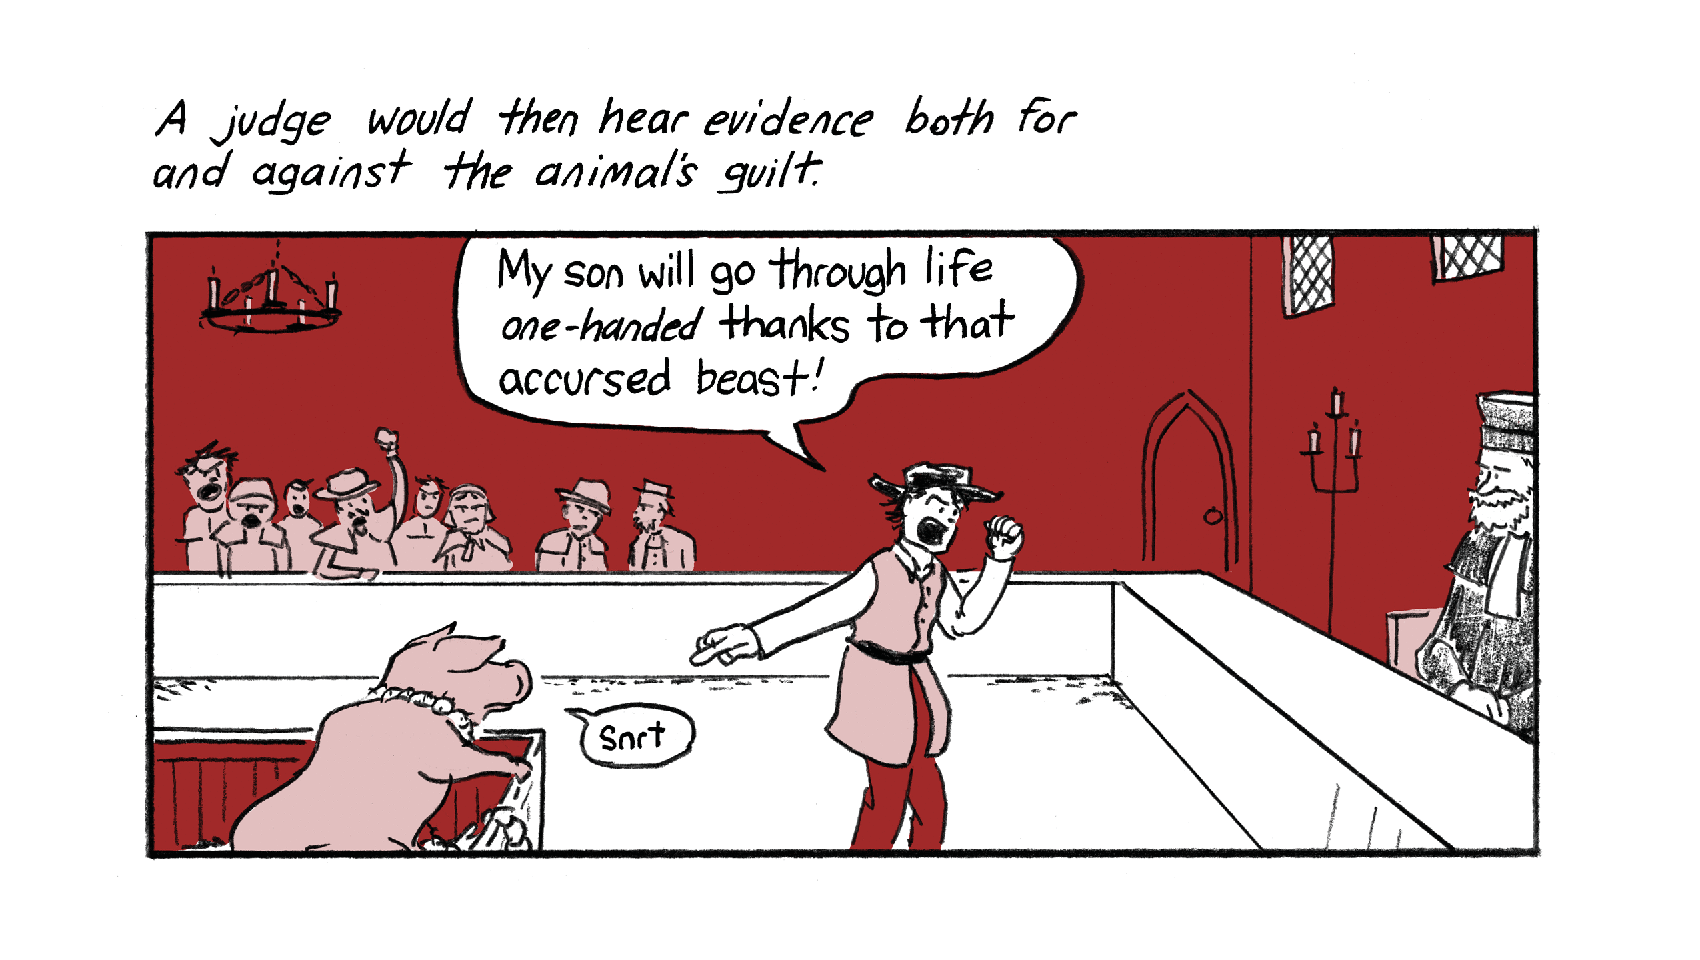 A judge would then hear evidence both for
and against the animal's guilt.
My son will go through life
one-handed thanks to that
accursed beast!
Snrt